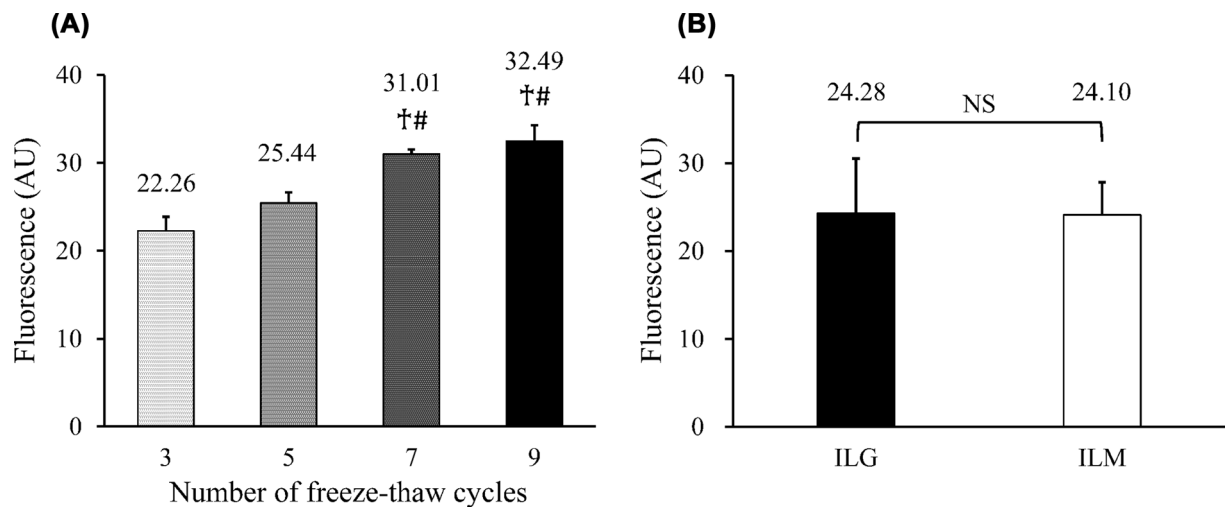 (A)
Fluorescence (AU)
40
30
20
10
0
22.26
25.44
31.01
†#
32.49
†#
3 5 7 9
Number of freeze-thaw cycles
(B)
Fluorescence (AU)
40
30
20
10
0
24.28
NS
24.10
ILG ILM